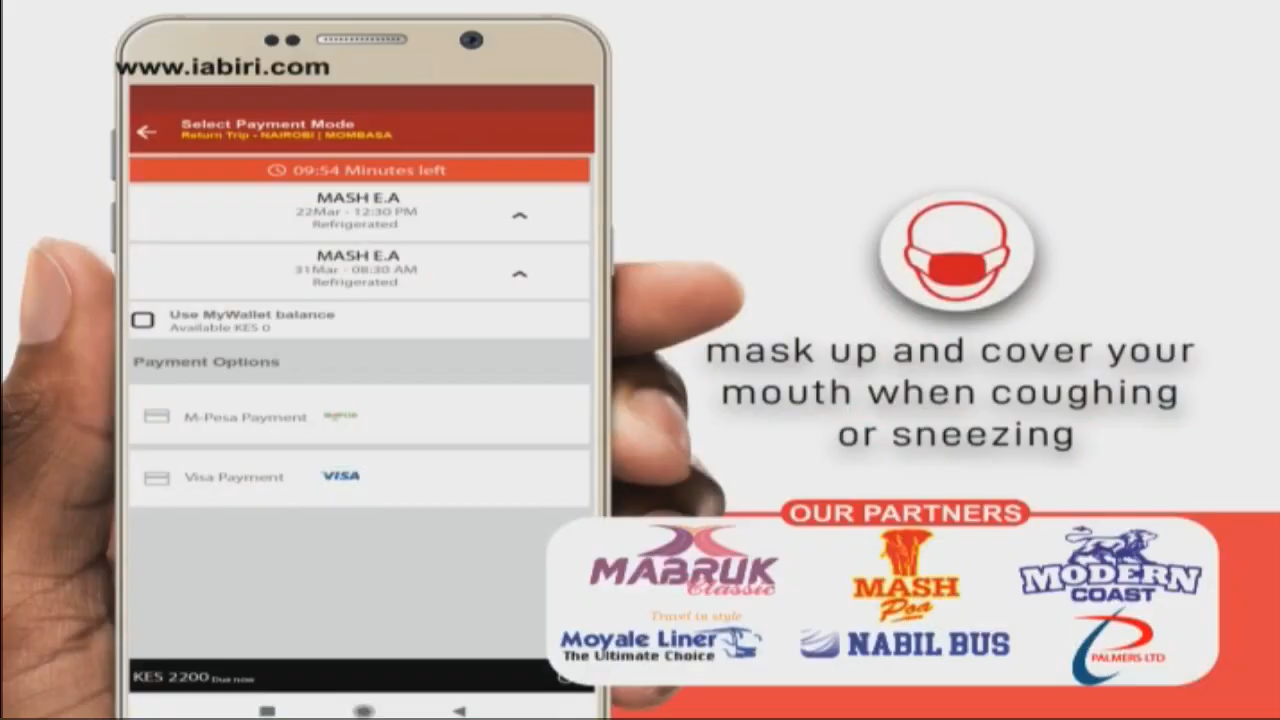 www.iabiri.com
Select Payment Mode
Return Trip - NAIROBI | MOMBASA
09:54 Minutes left
MASH E.A
22Mar - 12:30 PM
Refrigerated
MASH E.A
31Mar - 08:30 AM
Refrigerated
Use MyWallet balance
Available KES 0
Payment Options
M-Pesa Payment
Visa Payment VISA
KES 2200 Due now
mask up and cover your
mouth when coughing
or sneezing
OUR PARTNERS
MABRUK
Classic
MASH
Poa
MODERN
COAST
Travel in style
Moyale Liner
The Ultimate Choice
NABIL BUS
PALMERS LTD